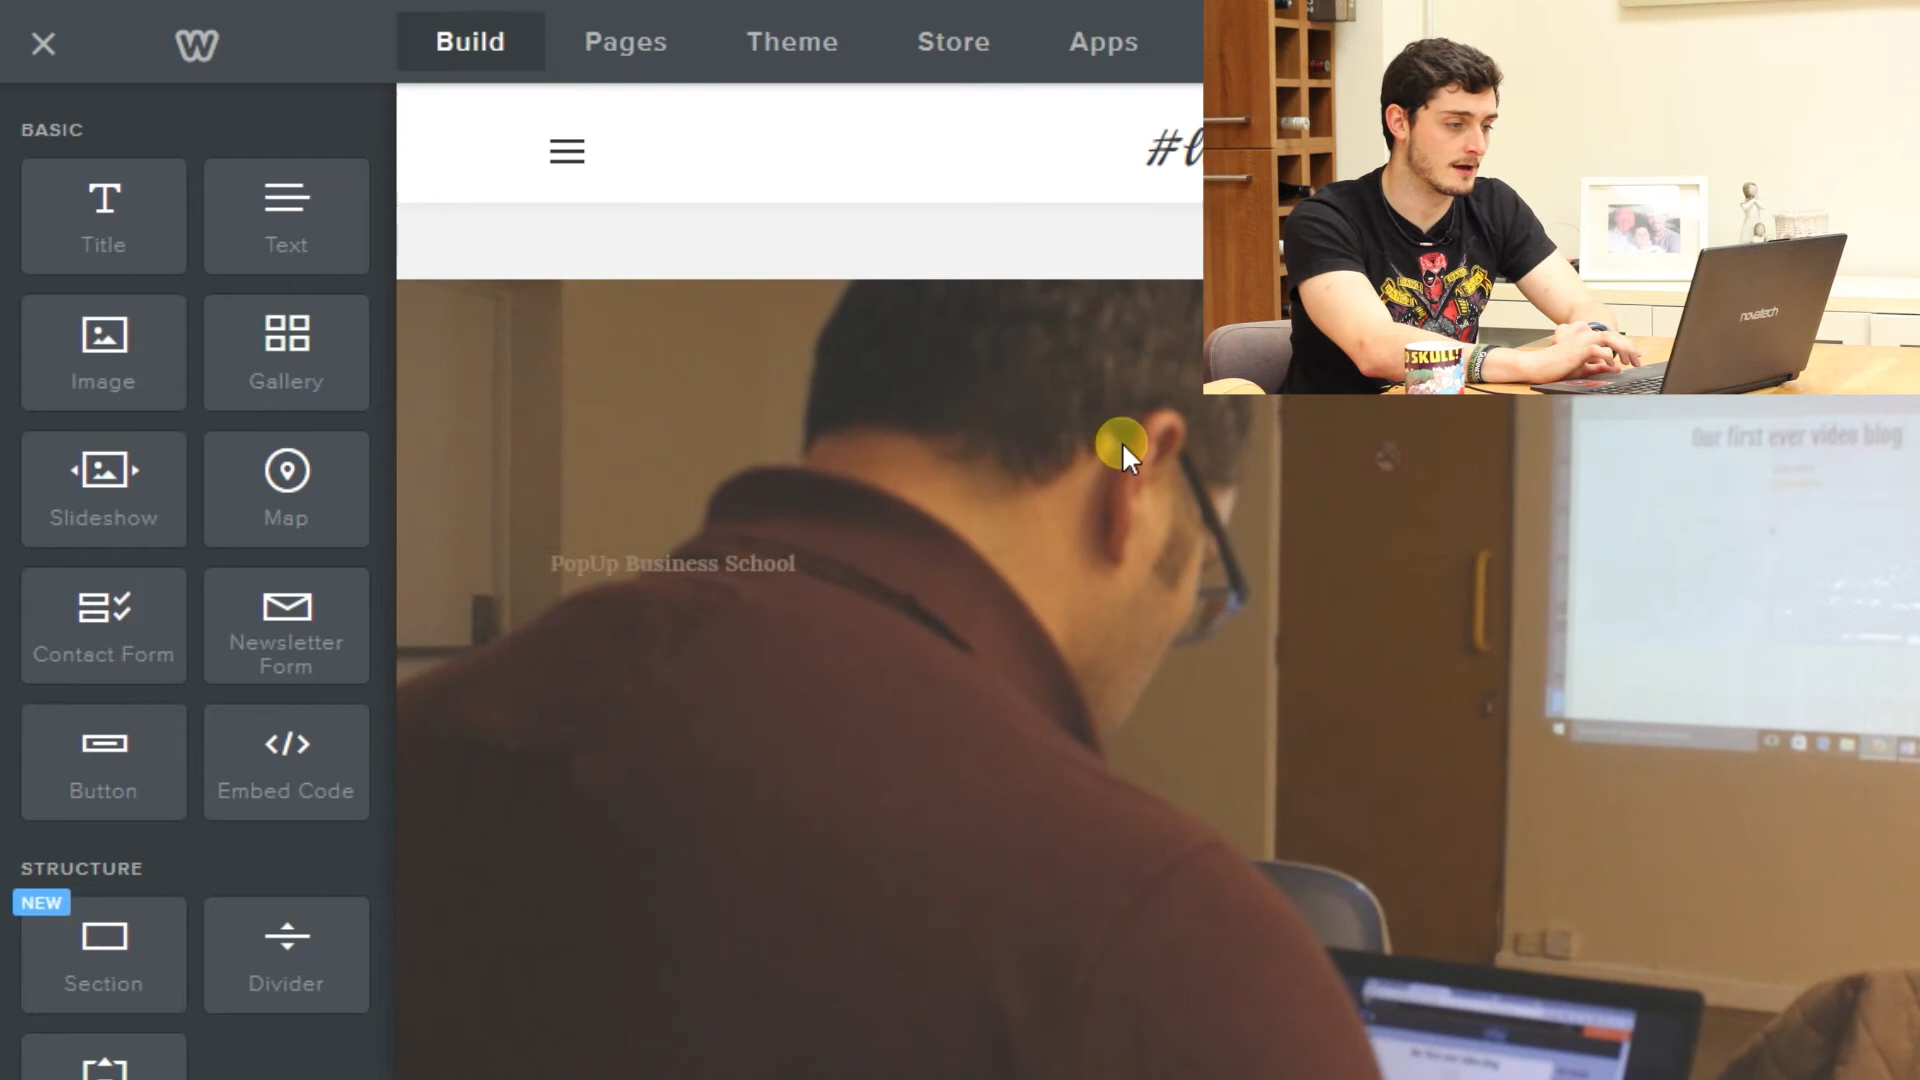 Build
Pages
Theme
Store
Apps
BASIC
Title
Text
Image
Gallery
Slideshow
Map
Contact Form
Newsletter
Form
Button
Embed Code
STRUCTURE
NEW
Section
Divider
PopUp Business School
novatech
SKULL!
Our first ever video blog